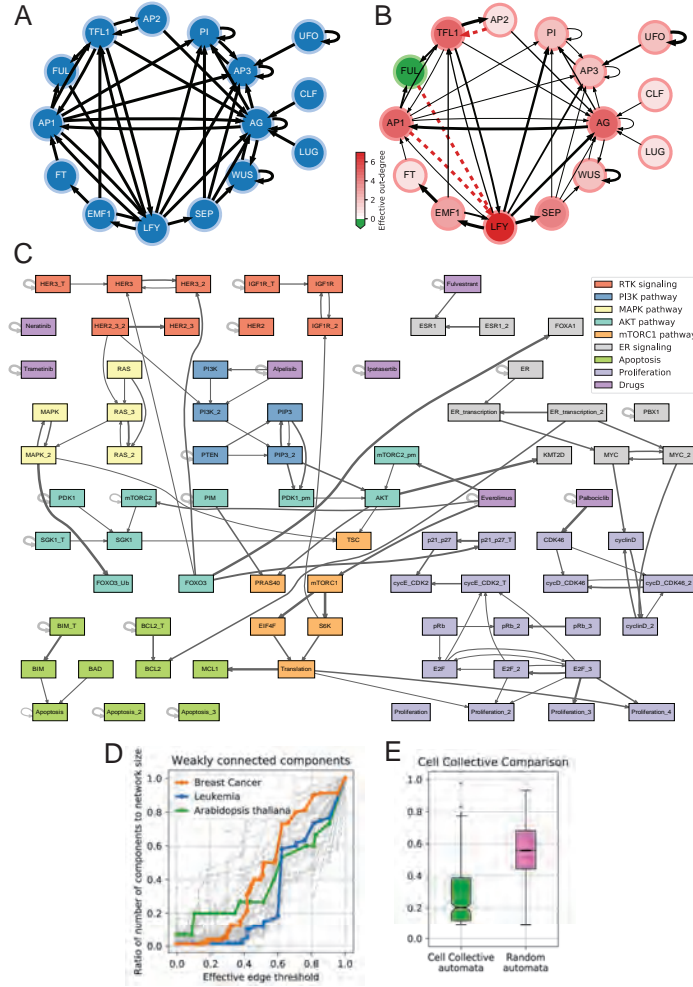 A
B
AP2
TFL1
PI
UFO
FUL
AP3
CLF
AP1
AG
LUG
FT
WUS
EMF1
SEP
LFY
AP2
TFL1
PI
UFO
FUL
AP3
CLF
AP1
AG
LUG
FT
WUS
EMF1
SEP
LFY
6
4
2
0
Effective out-degree
C
HER3_T
HER3
HER3_2
IGF1R_T
IGF1R
Fulvestrant
RTK signaling
PI3K pathway
MAPK pathway
AKT pathway
mTORC1 pathway
ER signaling
Apoptosis
Proliferation
Drugs
Neratinib
HER2_3_2
HER2_3
HER2
IGF1R_2
ESR1
ESR1_2
FOXA1
Trametinib
RAS
PI3K
Alpelisib
Ipatasertib
ER
MAPK
RAS_3
PI3K_2
PIP3
ER_transcription
ER_transcription_2
PBX1
MAPK_2
RAS_2
PTEN
PIP3_2
mTORC2_pm
KMT2D
MYC
MYC_2
PDK1
mTORC2
PIM
PDK1_pm
AKT
Everolimus
Palbociclib
SGK1_T
SGK1
TSC
p21_p27
p21_p27_T
CDK46
cyclinD
FOXO3_Ub
FOXO3
PRAS40
mTORC1
cycE_CDK2
cycE_CDK2_T
cycD_CDK46
cycD_CDK46_2
BIM_T
BCL2_T
EIF4F
S6K
pRb
pRb_2
pRb_3
cyclinD_2
BIM
BAD
BCL2
MCL1
Translation
E2F
E2F_2
E2F_3
Apoptosis
Apoptosis_2
Apoptosis_3
Proliferation
Proliferation_2
Proliferation_3
Proliferation_4
D
Weakly connected components
Ratio of number of components to network size
1.0
0.8
0.6
0.4
0.2
0.0
Breast Cancer
Leukemia
Arabidopsis thaliana
0.0 0.2 0.4 0.6 0.8 1.0
Effective edge threshold
E
Cell Collective Comparison
1.0
0.8
0.6
0.4
0.2
0.0
Cell Collective
automata
Random
automata